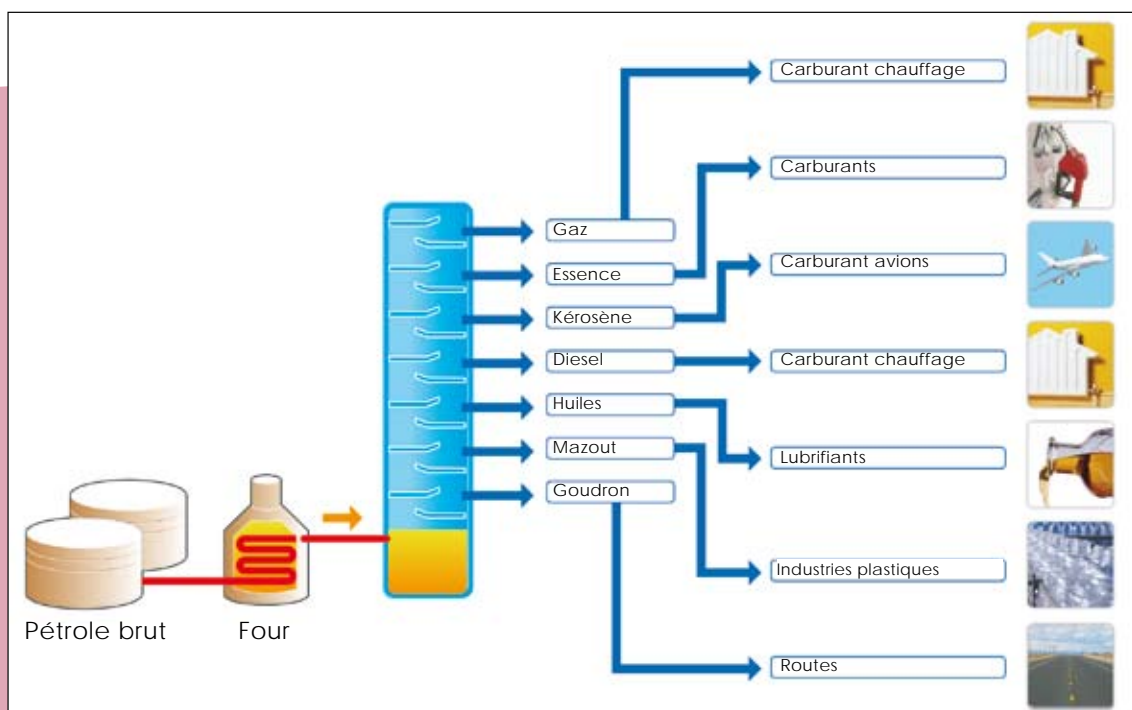 Carburant chauffage
Carburants
Gaz
Essence
Carburant avions
Kérosène
Diesel
Carburant chauffage
Huiles
Mazout
Lubrifiants
Goudron
Industries plastiques
Pétrole brut
Four
Routes